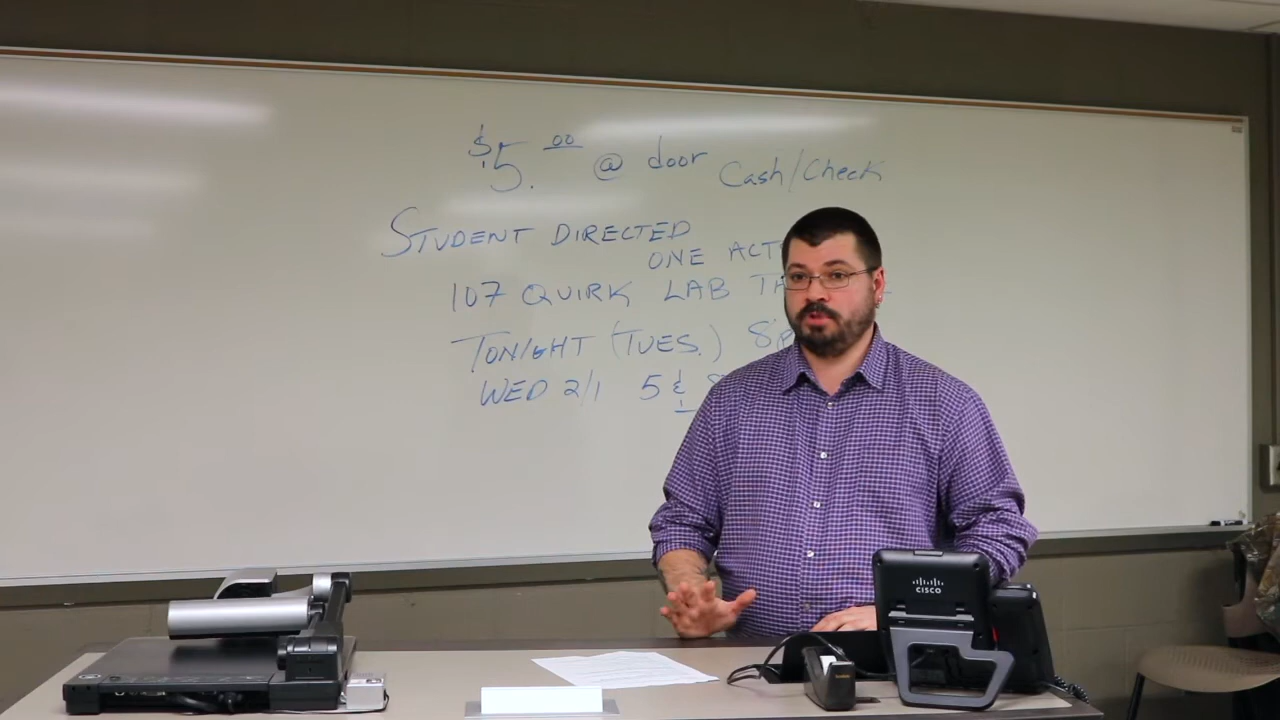 $5.00 @ door Cash/Check
STUDENT DIRECTED
ONE ACT
107 QUIRK LAB
TONIGHT (TUES.) 8
WED 2/1 5 &
CISCO